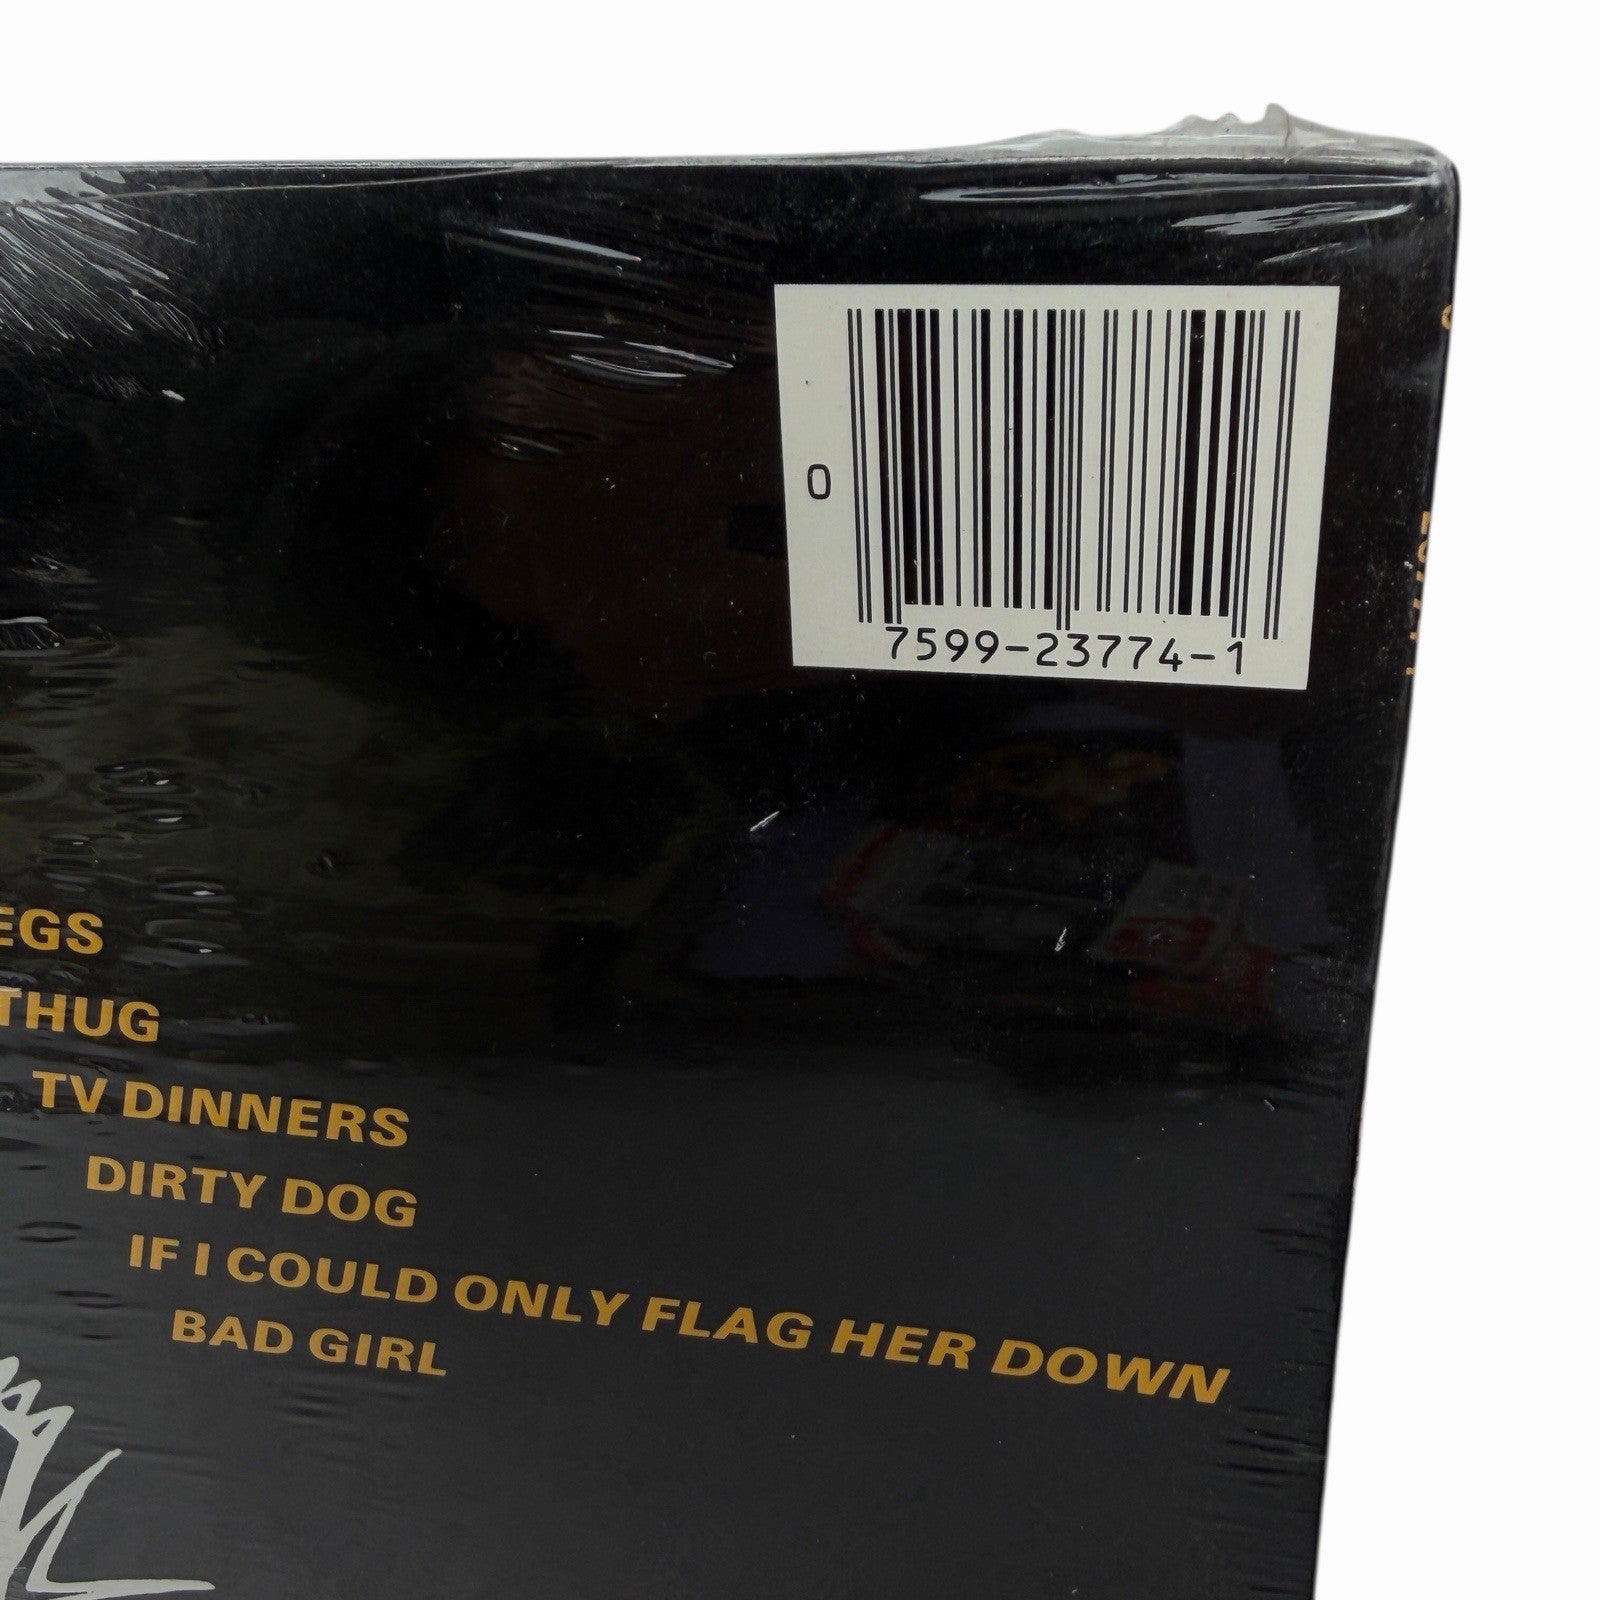 0
7599-23774-1
EGS
THUG
TV DINNERS
DIRTY DOG
IF I COULD ONLY FLAG HER DOWN
BAD GIRL